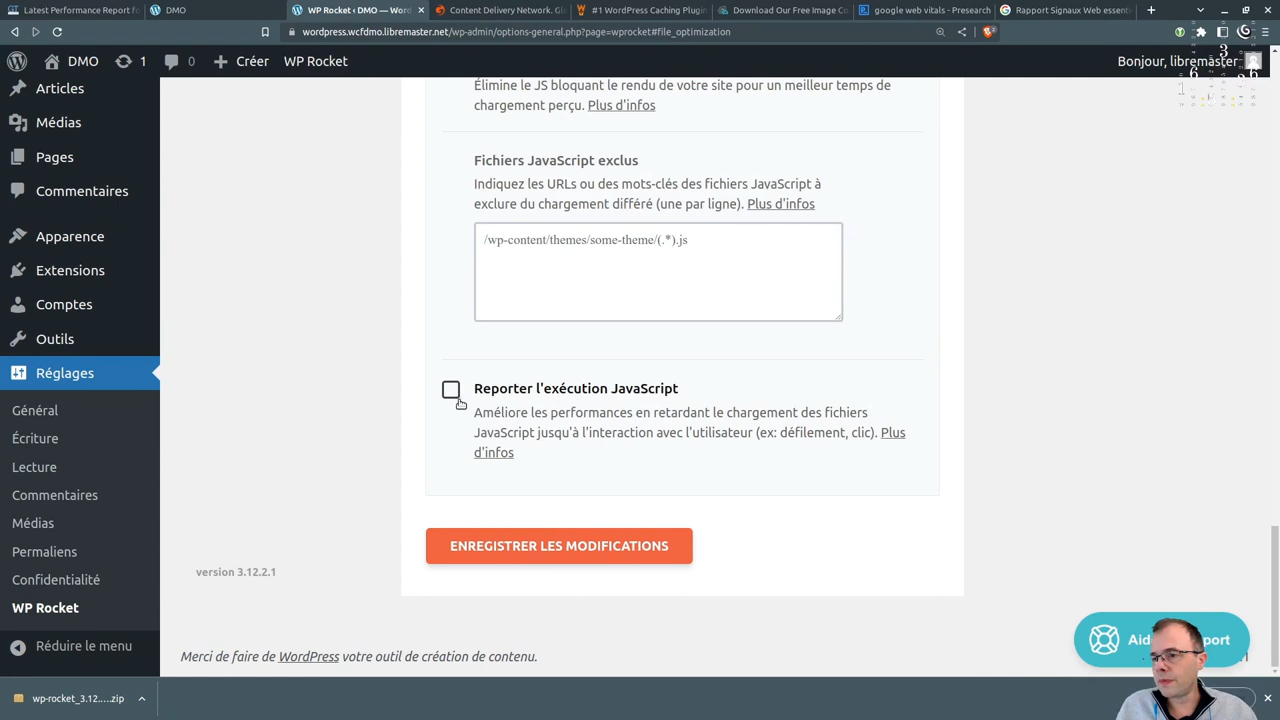 Latest Performance Report fo
DMO
WP Rocket ‹ DMO — Wor
Content Delivery Network. Gl
#1 WordPress Caching Plugin
Download Our Free Image Co
google web vitals - Presearch
Rapport Signaux Web essenti
wordpress.wcfdmo.libremaster.net/wp-admin/options-general.php?page=wprocket#file_optimization
DMO
1
0
Créer
WP Rocket
Bonjour, libremaster
Articles
Médias
Pages
Commentaires
Apparence
Extensions
Comptes
Outils
Réglages
Général
Écriture
Lecture
Commentaires
Médias
Permaliens
Confidentialité
WP Rocket
Réduire le menu
Élimine le JS bloquant le rendu de votre site pour un meilleur temps de
chargement perçu. Plus d'infos
Fichiers JavaScript exclus
Indiquez les URLs ou des mots-clés des fichiers JavaScript à
exclure du chargement différé (une par ligne). Plus d'infos
/wp-content/themes/some-theme/(.*).js
Reporter l'exécution JavaScript
Améliore les performances en retardant le chargement des fichiers
JavaScript jusqu'à l'interaction avec l'utilisateur (ex: défilement, clic). Plus
d'infos
ENREGISTRER LES MODIFICATIONS
version 3.12.2.1
Merci de faire de WordPress votre outil de création de contenu.
wp-rocket_3.12....zip